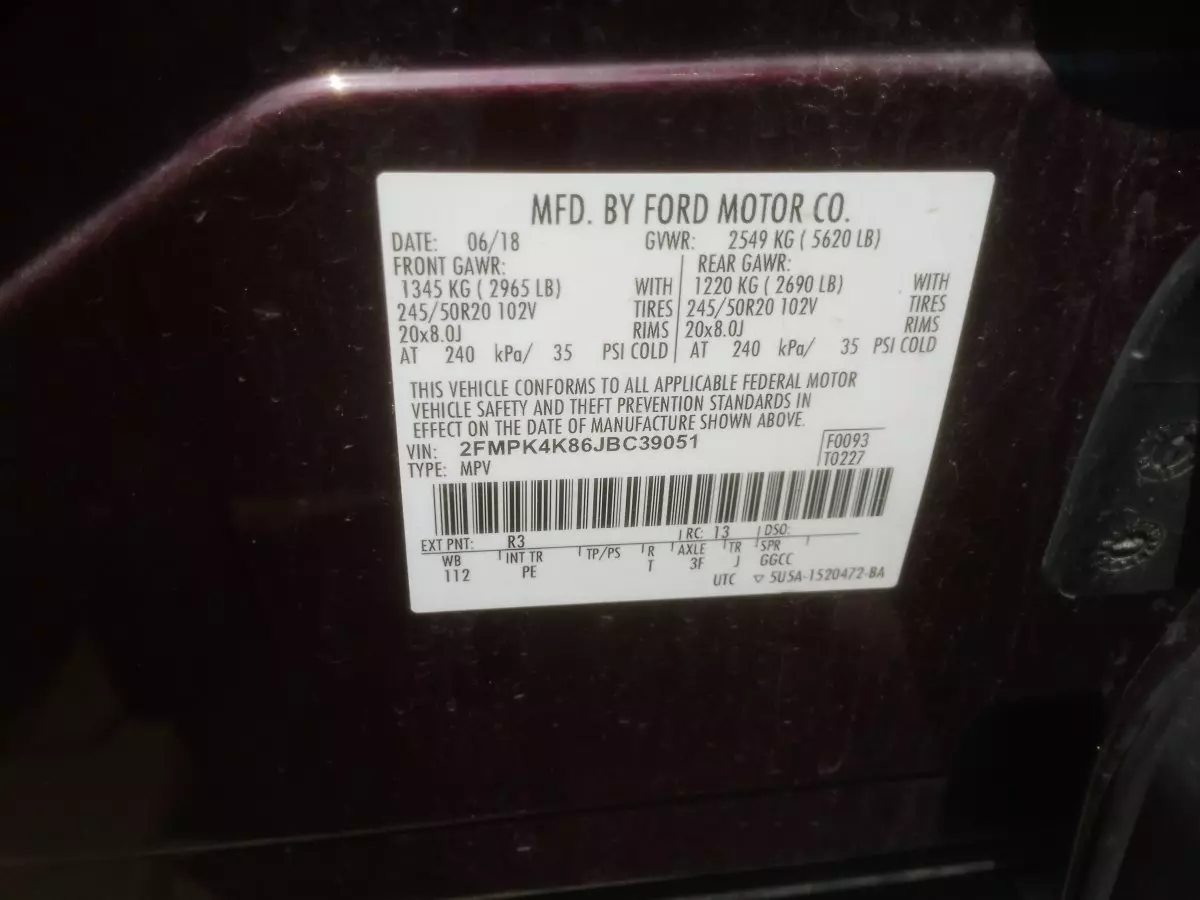 MFD. BY FORD MOTOR CO.
DATE: 06/18 GVWR: 2549 KG ( 5620 LB)
FRONT GAWR: REAR GAWR:
1345 KG ( 2965 LB) WITH 1220 KG ( 2690 LB) WITH
245/50R20 102V TIRES 245/50R20 102V TIRES
20x8.0J RIMS 20x8.0J RIMS
AT 240 kPa/ 35 PSI COLD AT 240 kPa/ 35 PSI COLD
THIS VEHICLE CONFORMS TO ALL APPLICABLE FEDERAL MOTOR
VEHICLE SAFETY AND THEFT PREVENTION STANDARDS IN
EFFECT ON THE DATE OF MANUFACTURE SHOWN ABOVE.
VIN: 2FMPK4K86JBC39051 F0093
TYPE: MPV T0227
EXT PNT: R3 RC: 13 DSO:
WB INT TR TP/PS R AXLE TR SPR
112 PE T 3F J GGCC
UTC ▽ 5U5A-1520472-BA